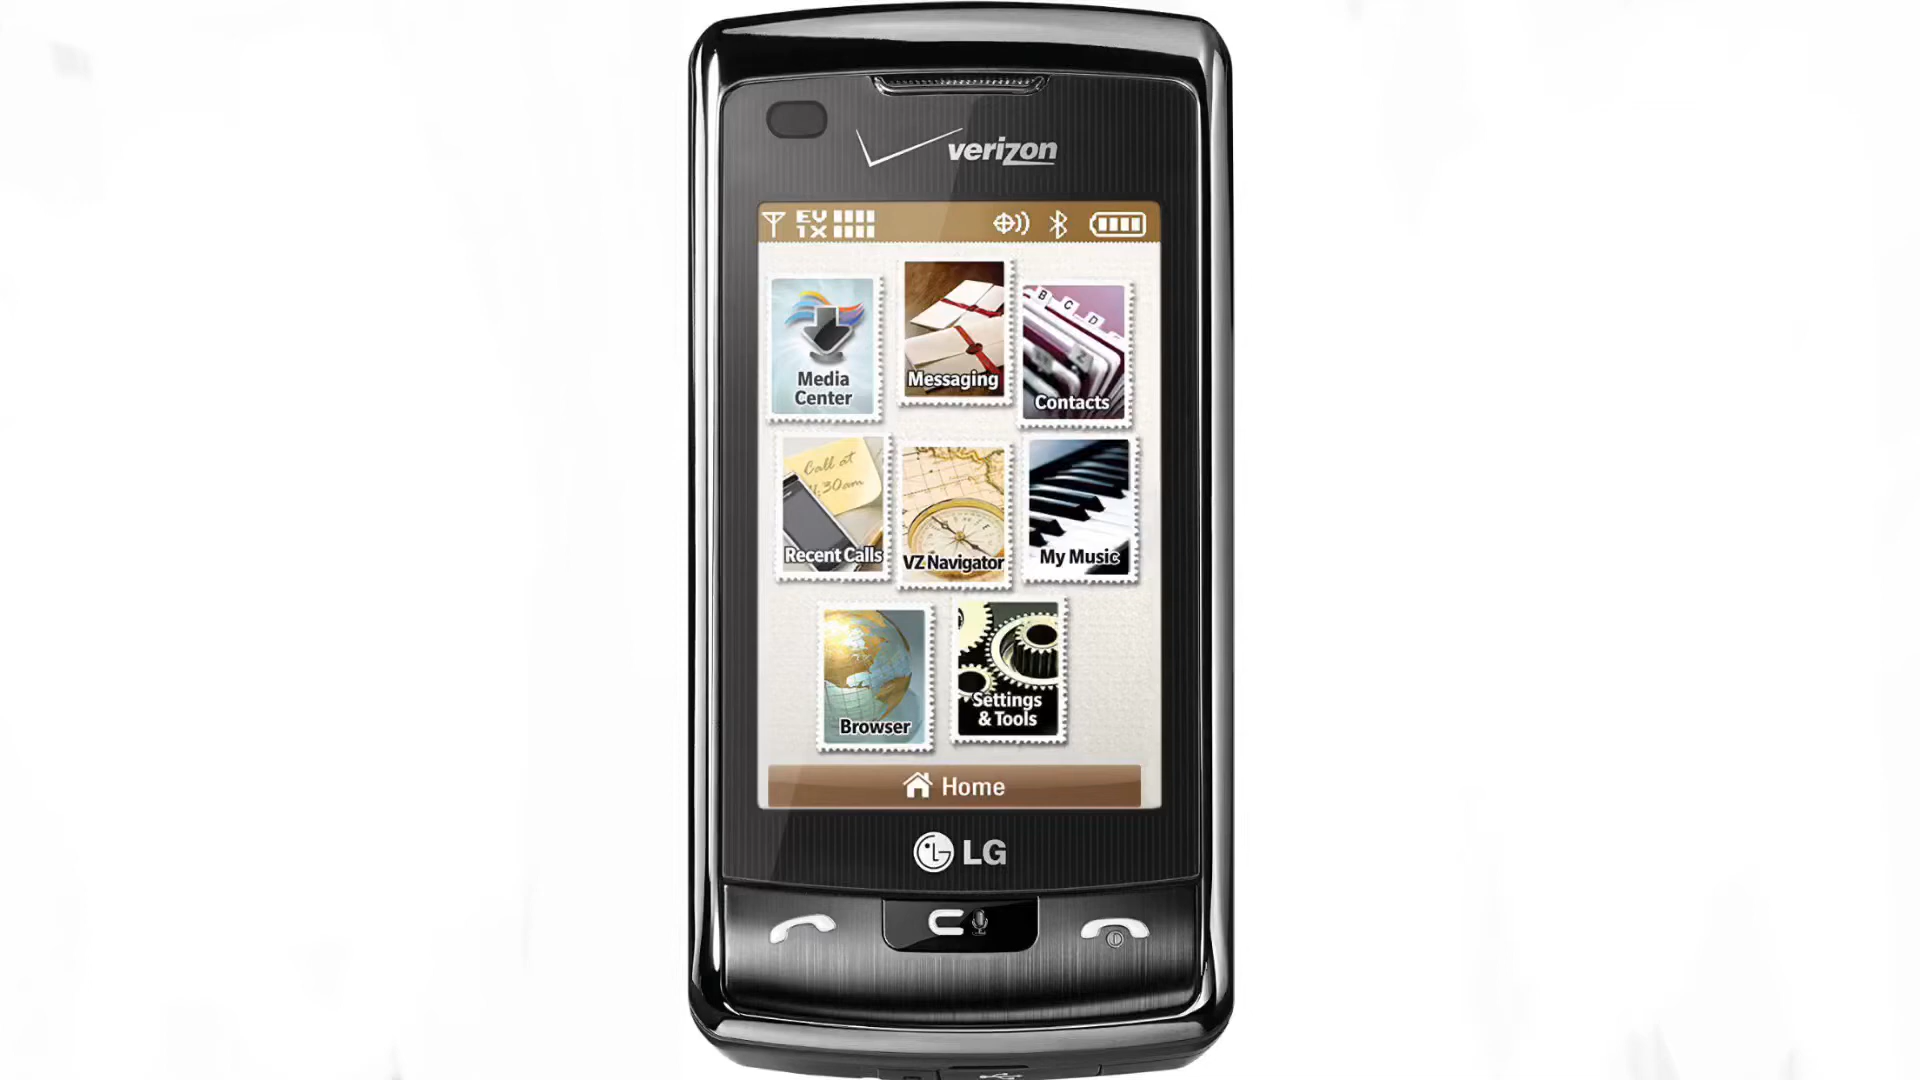 verizon
EV
1X
Media
Center
Messaging
B C D
Z
Contacts
Call at
:30am
Recent Calls
VZ Navigator
My Music
Browser
Settings
& Tools
Home
LG
C